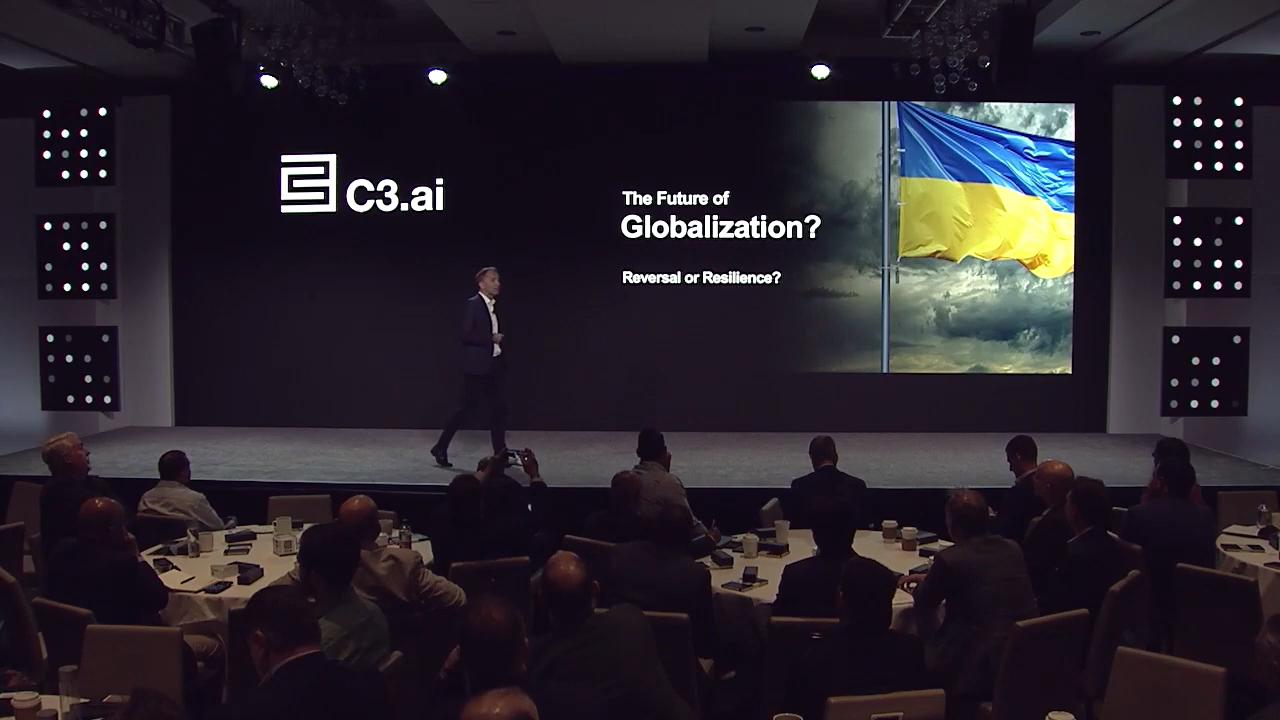 C3.ai
The Future of
Globalization?
Reversal or Resilience?